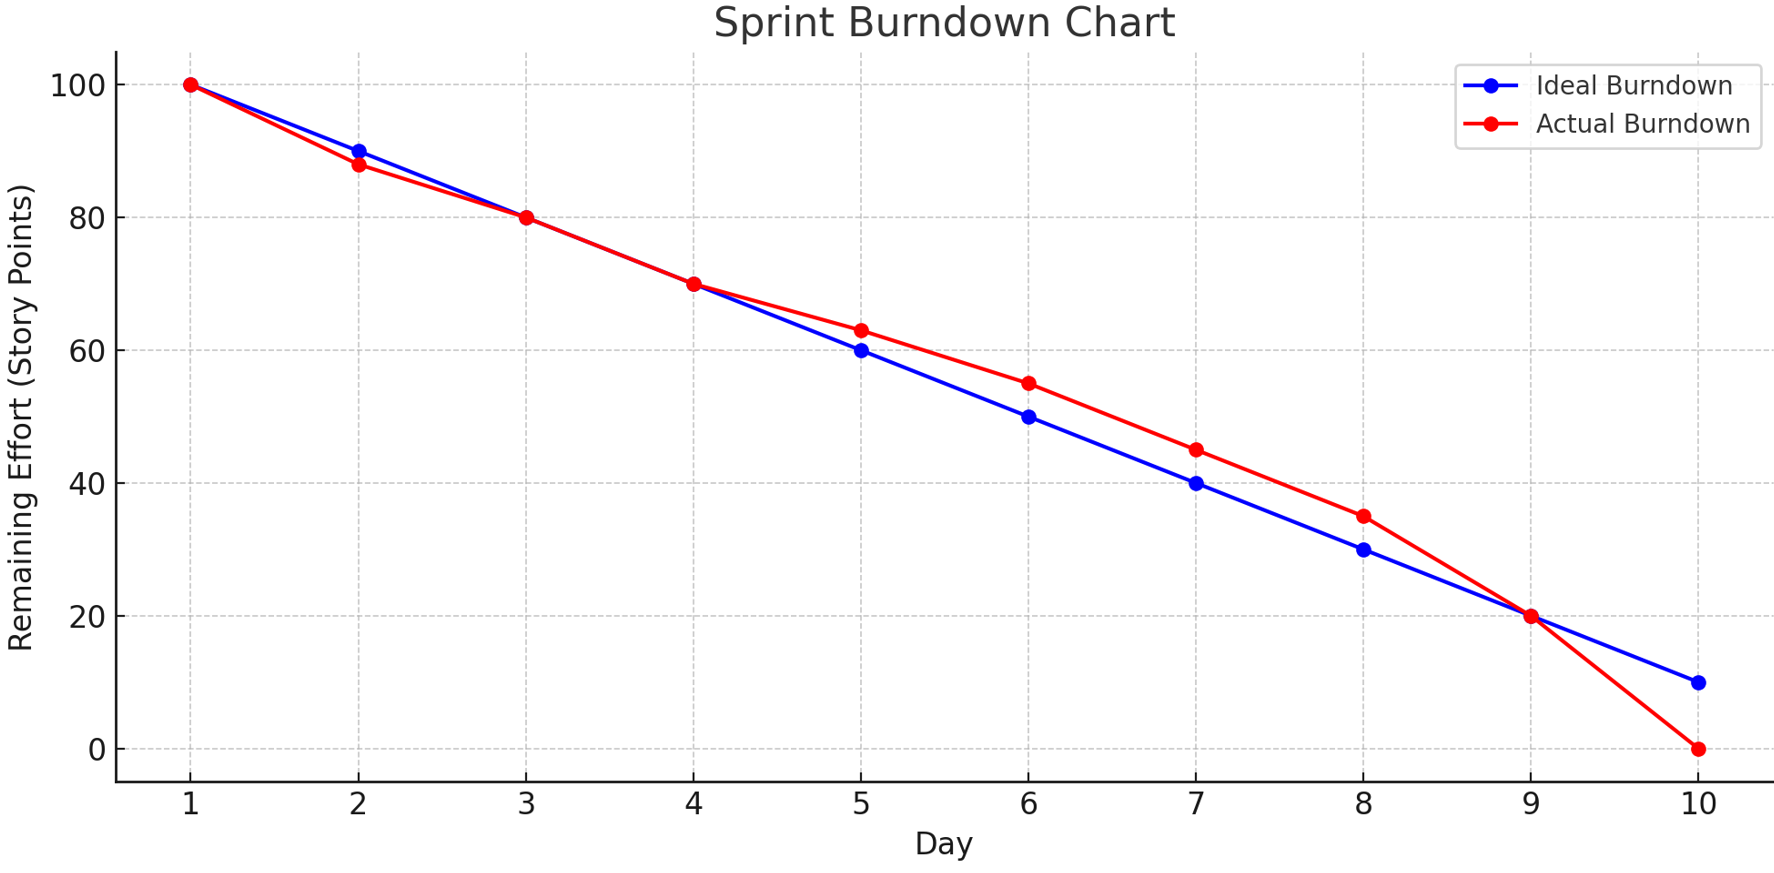 Sprint Burndown Chart
Ideal Burndown
Actual Burndown
Remaining Effort (Story Points)
100
80
60
40
20
0
1 2 3 4 5 6 7 8 9 10
Day